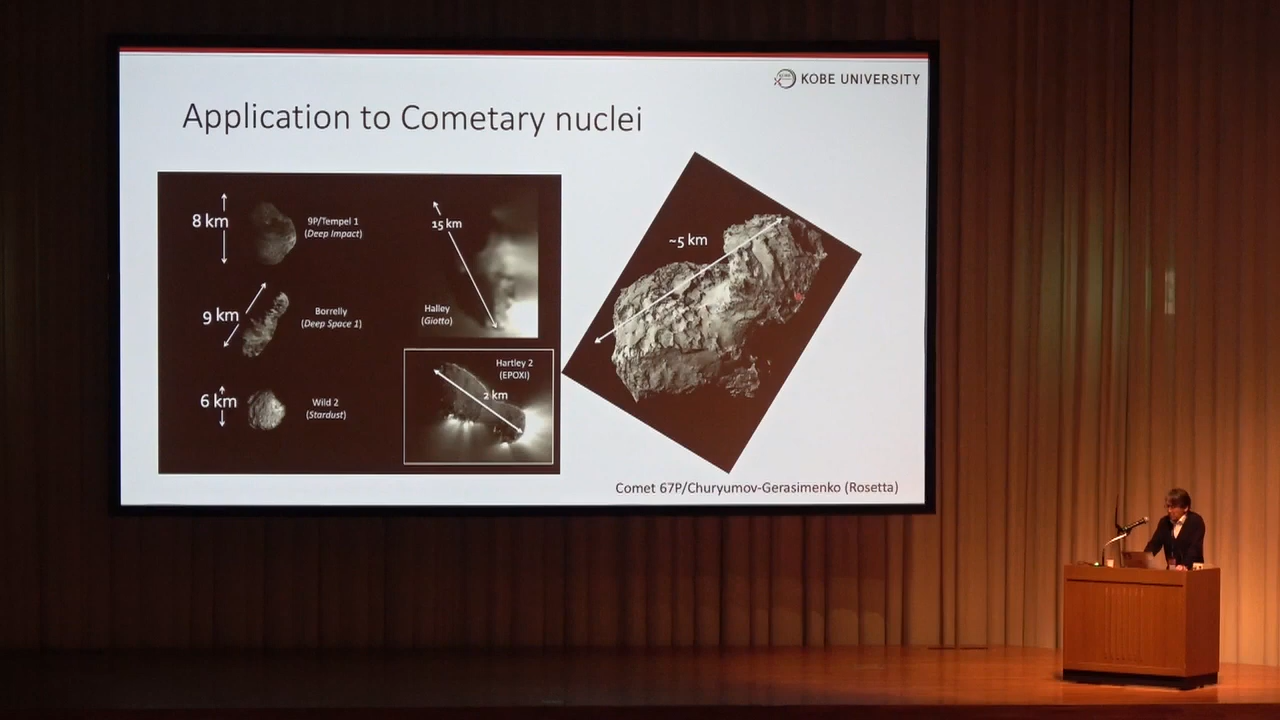 KOBE UNIVERSITY
Application to Cometary nuclei
8 km
9P/Tempel 1
(Deep Impact)
9 km
Borrelly
(Deep Space 1)
6 km
Wild 2
(Stardust)
15 km
Halley
(Giotto)
Hartley 2
(EPOXI)
2 km
~5 km
Comet 67P/Churyumov-Gerasimenko (Rosetta)